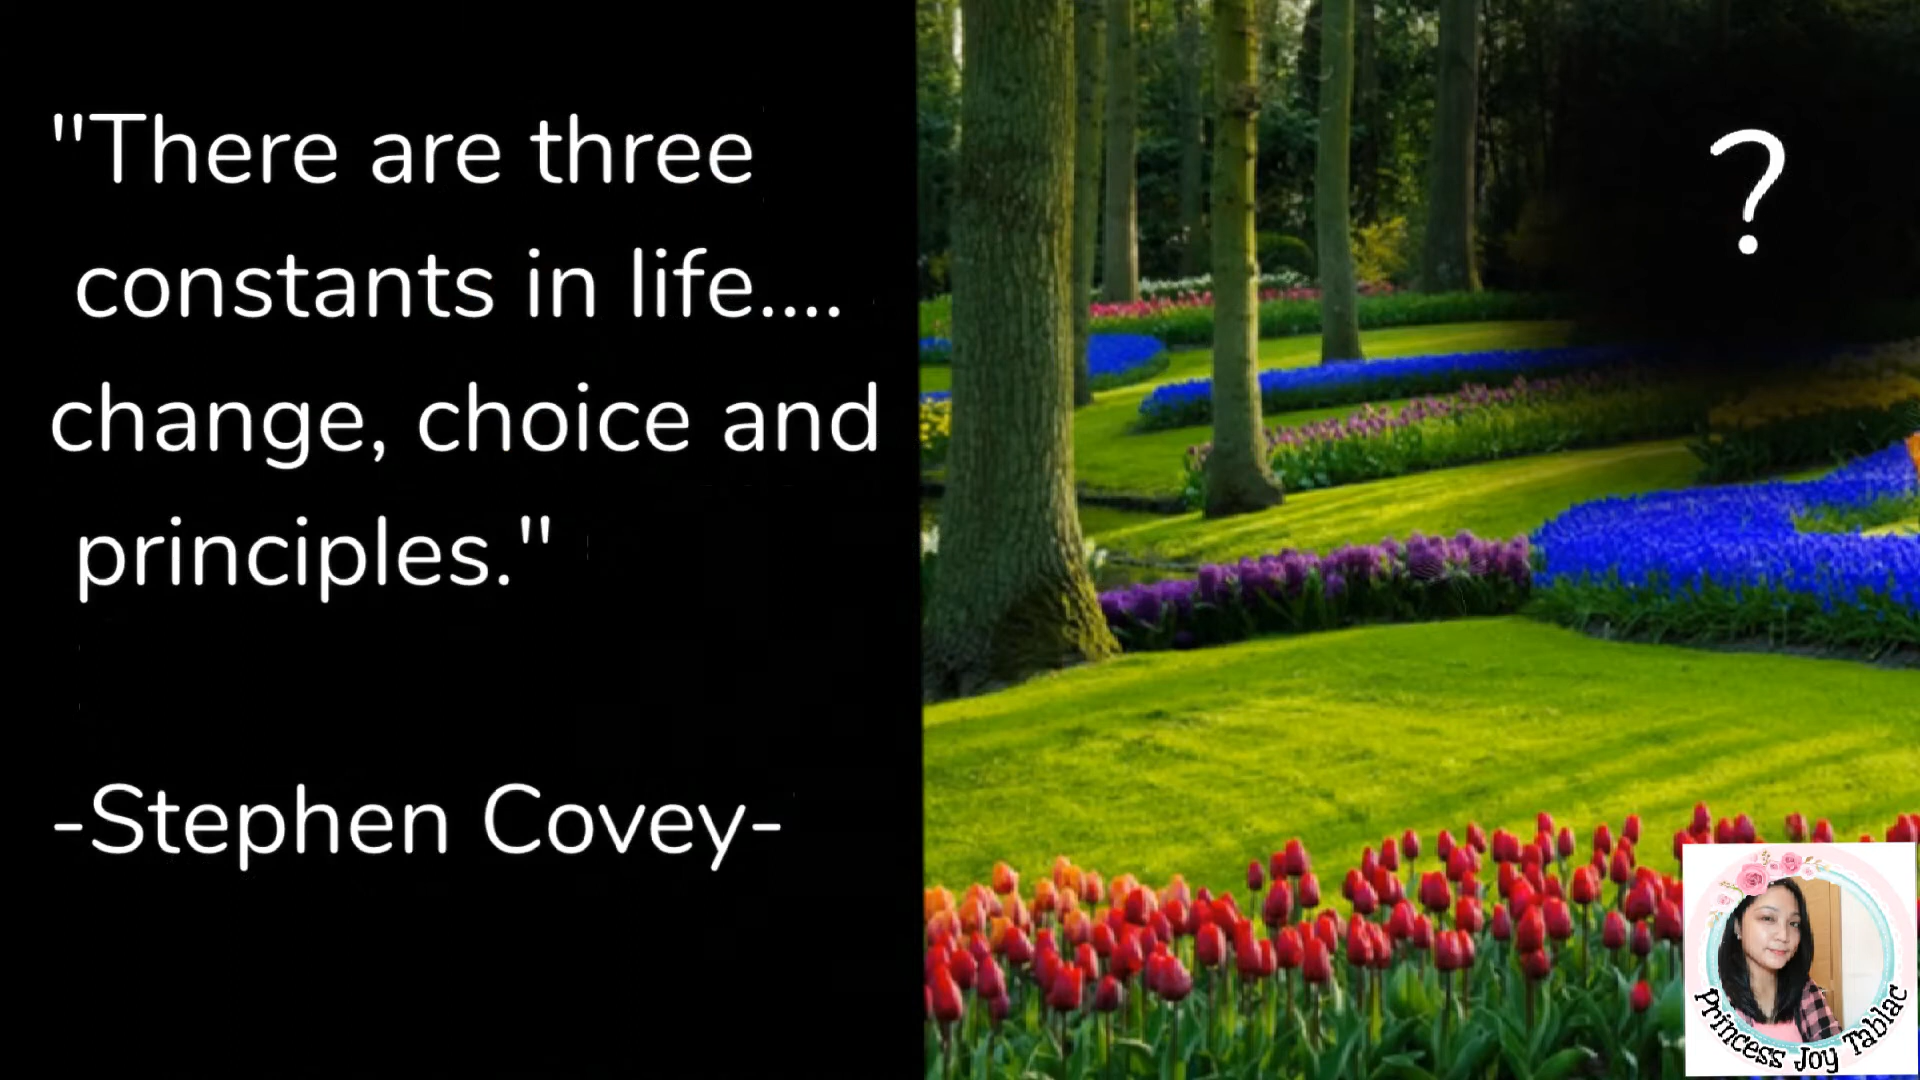 "There are three
constants in life....
change, choice and
principles."
-Stephen Covey-
?
Princess Joy Tablac